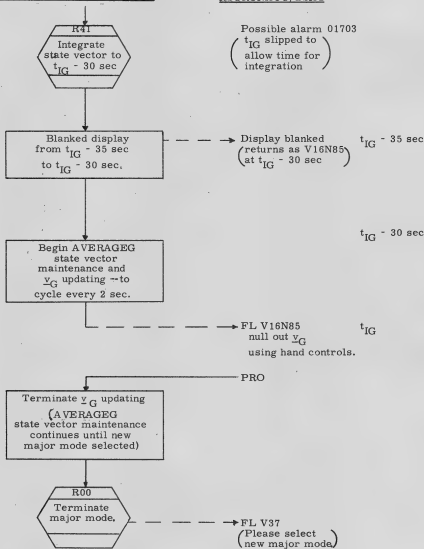 R41
Integrate
state vector to
t_IG - 30 sec
Possible alarm 01703
( t_IG slipped to
allow time for
integration )
Blanked display
from t_IG - 35 sec
to t_IG - 30 sec.
Display blanked
(returns as V16N85
at t_IG - 30 sec)
t_IG - 35 sec
t_IG - 30 sec
Begin AVERAGEG
state vector
maintenance and
v_G updating --to
cycle every 2 sec.
FL V16N85
null out v_G
using hand controls.
t_IG
PRO
Terminate v_G updating
(AVERAGEG
state vector maintenance
continues until new
major mode selected)
R00
Terminate
major mode.
FL V37
(Please select
new major mode)